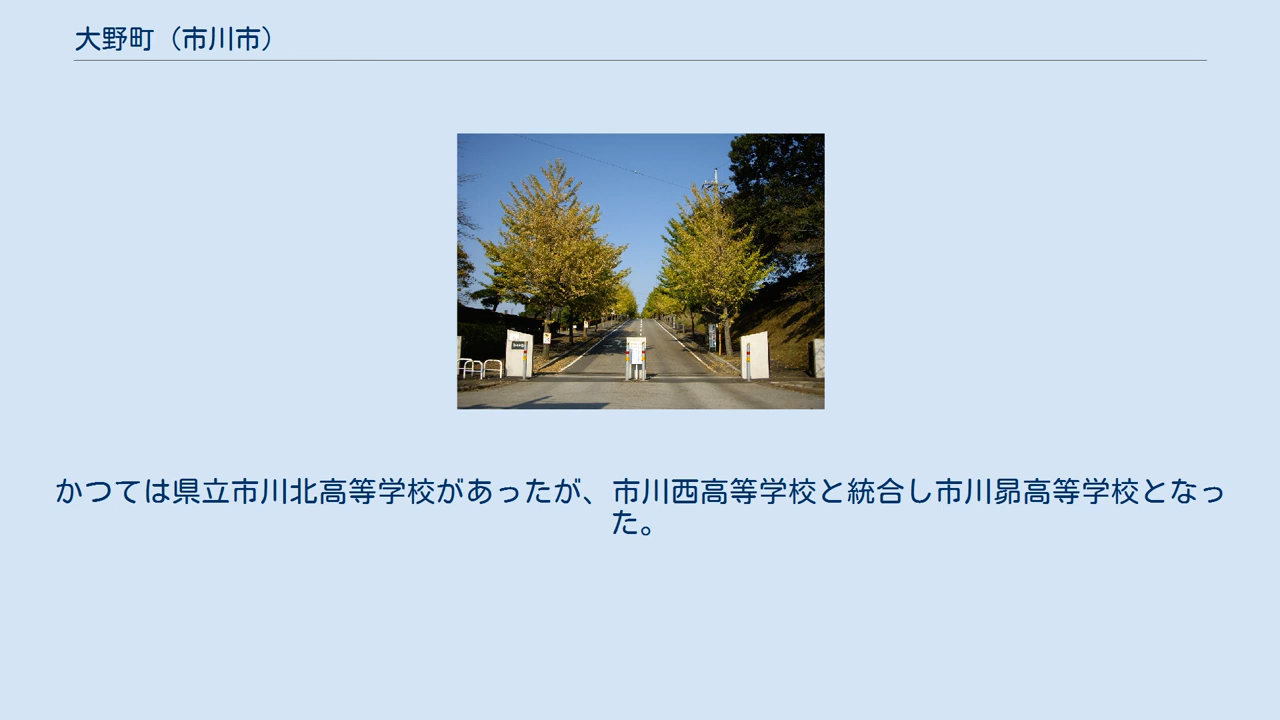 大野町（市川市）
かつては県立市川北高等学校があったが、市川西高等学校と統合し市川昴高等学校となっ
た。